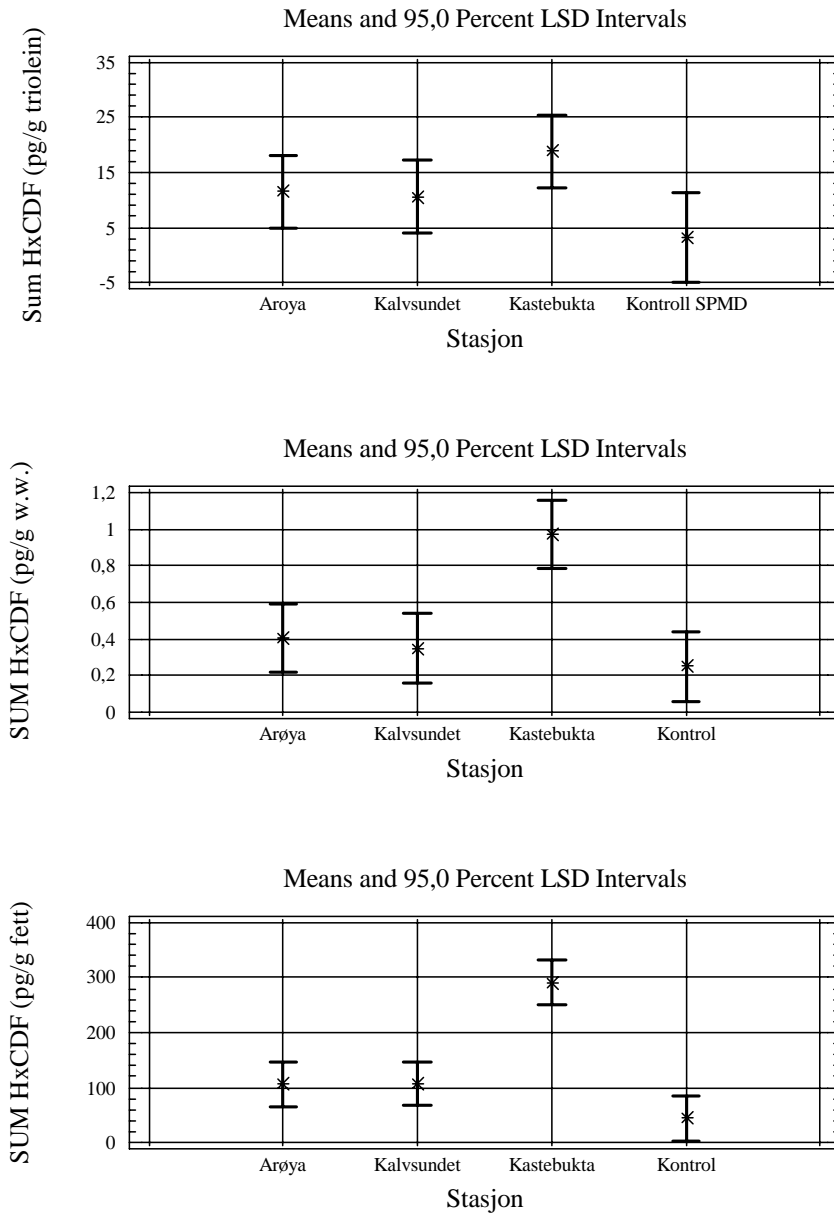 Means and 95,0 Percent LSD Intervals
Sum HxCDF (pg/g triolein)
35
25
15
5
-5
Aroya Kalvsundet Kastebukta Kontroll SPMD
Stasjon
Means and 95,0 Percent LSD Intervals
SUM HxCDF (pg/g w.w.)
1,2
1
0,8
0,6
0,4
0,2
0
Arøya Kalvsundet Kastebukta Kontrol
Stasjon
Means and 95,0 Percent LSD Intervals
SUM HxCDF (pg/g fett)
400
300
200
100
0
Arøya Kalvsundet Kastebukta Kontrol
Stasjon